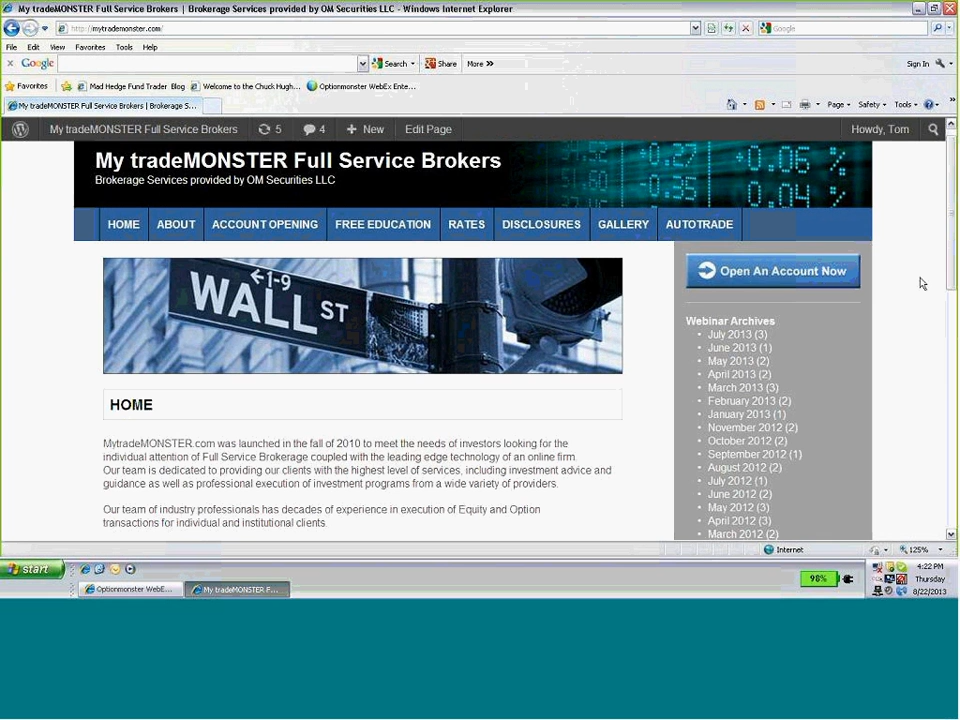 My tradeMONSTER Full Service Brokers | Brokerage Services provided by OM Securities LLC - Windows Internet Explorer
http://mytrademonster.com/
Google
File Edit View Favorites Tools Help
x Google Search Share More >> Sign In
Favorites Mad Hedge Fund Trader Blog Welcome to the Chuck Hugh... Optionmonster WebEx Ente...
My tradeMONSTER Full Service Brokers | Brokerage S... Page Safety Tools
My tradeMONSTER Full Service Brokers 5 4 + New Edit Page Howdy, Tom
My tradeMONSTER Full Service Brokers
Brokerage Services provided by OM Securities LLC
+0.27 +0.06 %
-0.35 0.04 %
HOME ABOUT ACCOUNT OPENING FREE EDUCATION RATES DISCLOSURES GALLERY AUTOTRADE
←1-9
WALL ST
Open An Account Now
HOME
MytradeMONSTER.com was launched in the fall of 2010 to meet the needs of investors looking for the
individual attention of Full Service Brokerage coupled with the leading edge technology of an online firm.
Our team is dedicated to providing our clients with the highest level of services, including investment advice and
guidance as well as professional execution of investment programs from a wide variety of providers.
Our team of industry professionals has decades of experience in execution of Equity and Option
transactions for individual and institutional clients.
Webinar Archives
• July 2013 (3)
• June 2013 (1)
• May 2013 (2)
• April 2013 (2)
• March 2013 (3)
• February 2013 (2)
• January 2013 (1)
• November 2012 (2)
• October 2012 (2)
• September 2012 (1)
• August 2012 (2)
• July 2012 (1)
• June 2012 (2)
• May 2012 (3)
• April 2012 (3)
• March 2012 (2)
Internet 125%
start
98%
4:22 PM
Thursday
8/22/2013
Optionmonster WebE... My tradeMONSTER F...